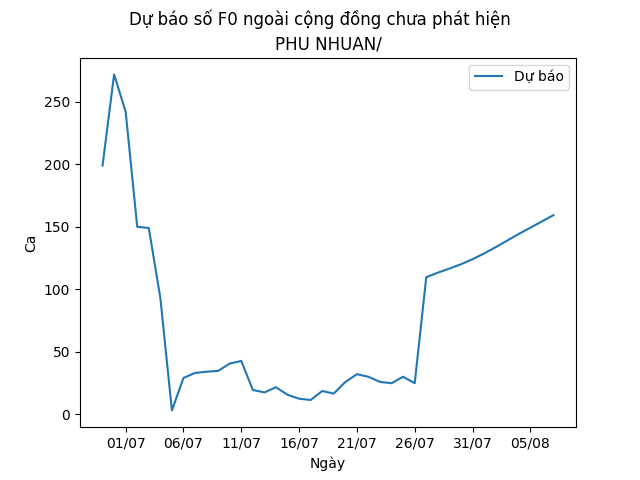 Dự báo số F0 ngoài cộng đồng chưa phát hiện
PHU NHUAN/
Dự báo
250
200
150
100
50
0
Ca
01/07 06/07 11/07 16/07 21/07 26/07 31/07 05/08
Ngày